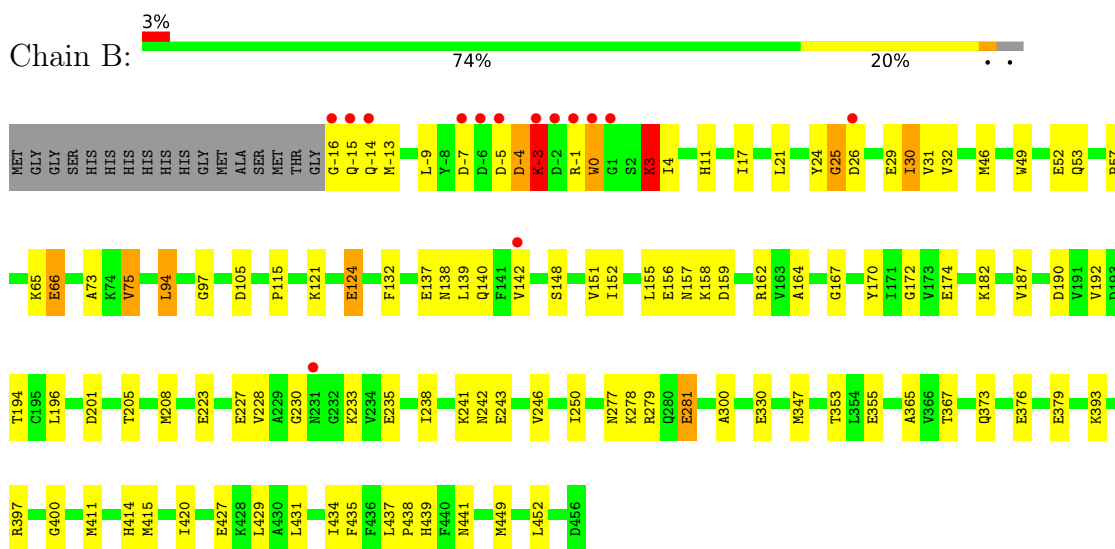 3%
Chain B:
74% 20% • •
MET GLY GLY SER HIS HIS HIS HIS HIS HIS GLY MET ALA SER MET THR GLY G-16 Q-15 Q-14 M-13 L-9 Y-8 D-7 D-6 D-5 D-4 K-3 D-2 R-1 W0 G1 S2 K3 I4 H11 I17 L21 Y24 G25 D26 E29 I30 V31 V32 M46 W49 E52 Q53 R57
K65 E66 A73 K74 V75 L94 G97 D105 P115 K121 E124 F132 E137 N138 L139 Q140 F141 V142 S148 V151 I152 L155 E156 N157 K158 D159 R162 V163 A164 G167 Y170 I171 G172 V173 E174 K182 V187 D190 V191 V192 D193
T194 C195 L196 D201 T205 M208 E223 E227 V228 A229 G230 N231 G232 K233 V234 E235 I238 K241 N242 E243 V246 I250 N277 K278 R279 Q280 E281 A300 E330 M347 T353 L354 E355 A365 V366 T367 Q373 E376 E379 K393
R397 G400 M411 H414 M415 I420 E427 K428 L429 A430 L431 I434 F435 F436 L437 P438 H439 F440 N441 M449 L452 D456